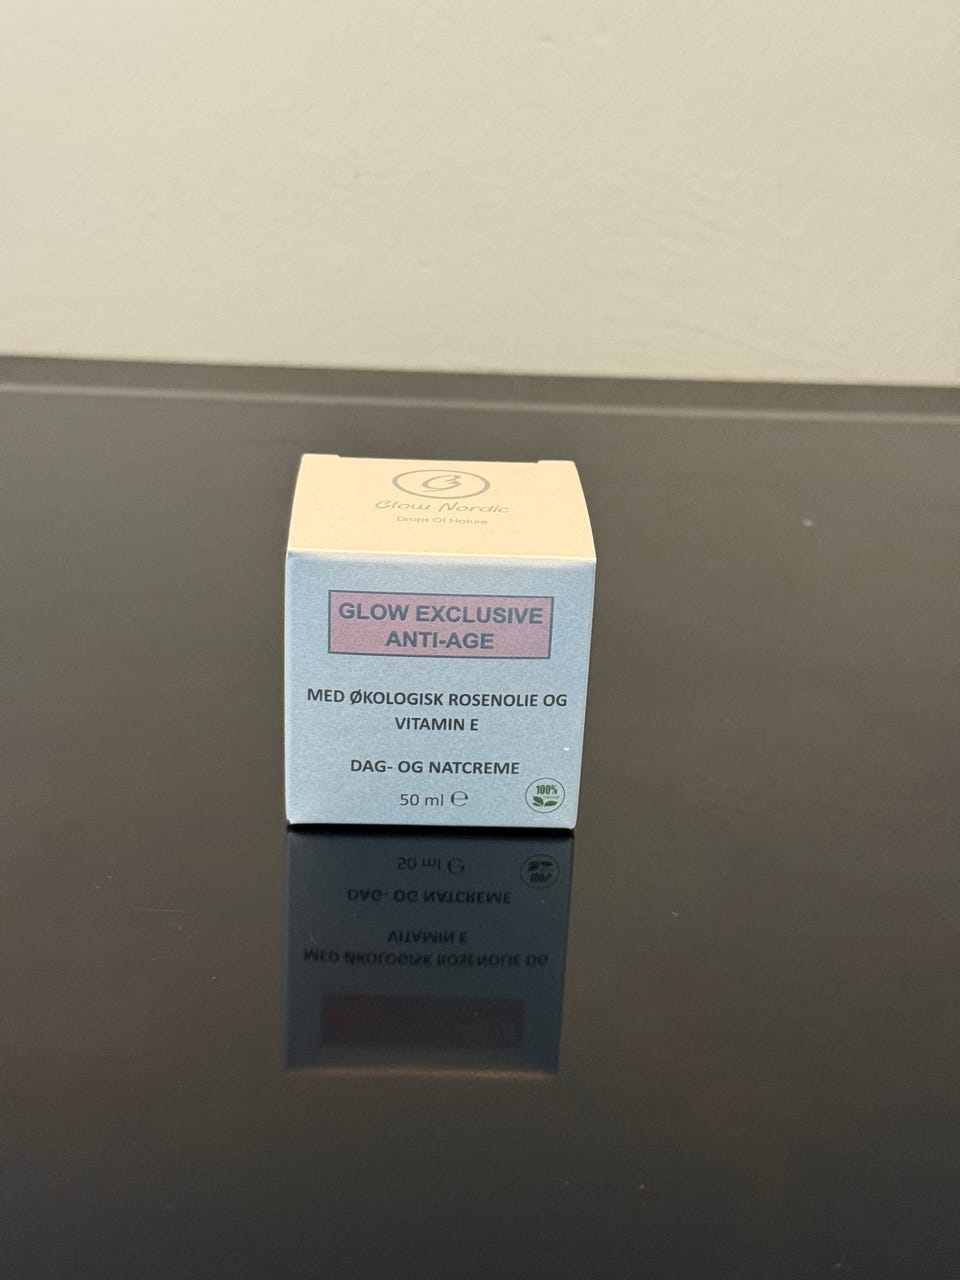 Glow Nordic
Drops Of Nature
GLOW EXCLUSIVE
ANTI-AGE
MED ØKOLOGISK ROSENOLIE OG
VITAMIN E
DAG- OG NATCREME
50 ml ℮
100%
natural